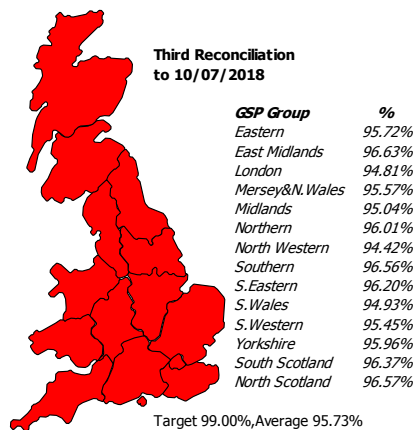 Third Reconciliation
to 10/07/2018
GSP Group %
Eastern 95.72%
East Midlands 96.63%
London 94.81%
Mersey&N.Wales 95.57%
Midlands 95.04%
Northern 96.01%
North Western 94.42%
Southern 96.56%
S.Eastern 96.20%
S.Wales 94.93%
S.Western 95.45%
Yorkshire 95.96%
South Scotland 96.37%
North Scotland 96.57%
Target 99.00%,Average 95.73%